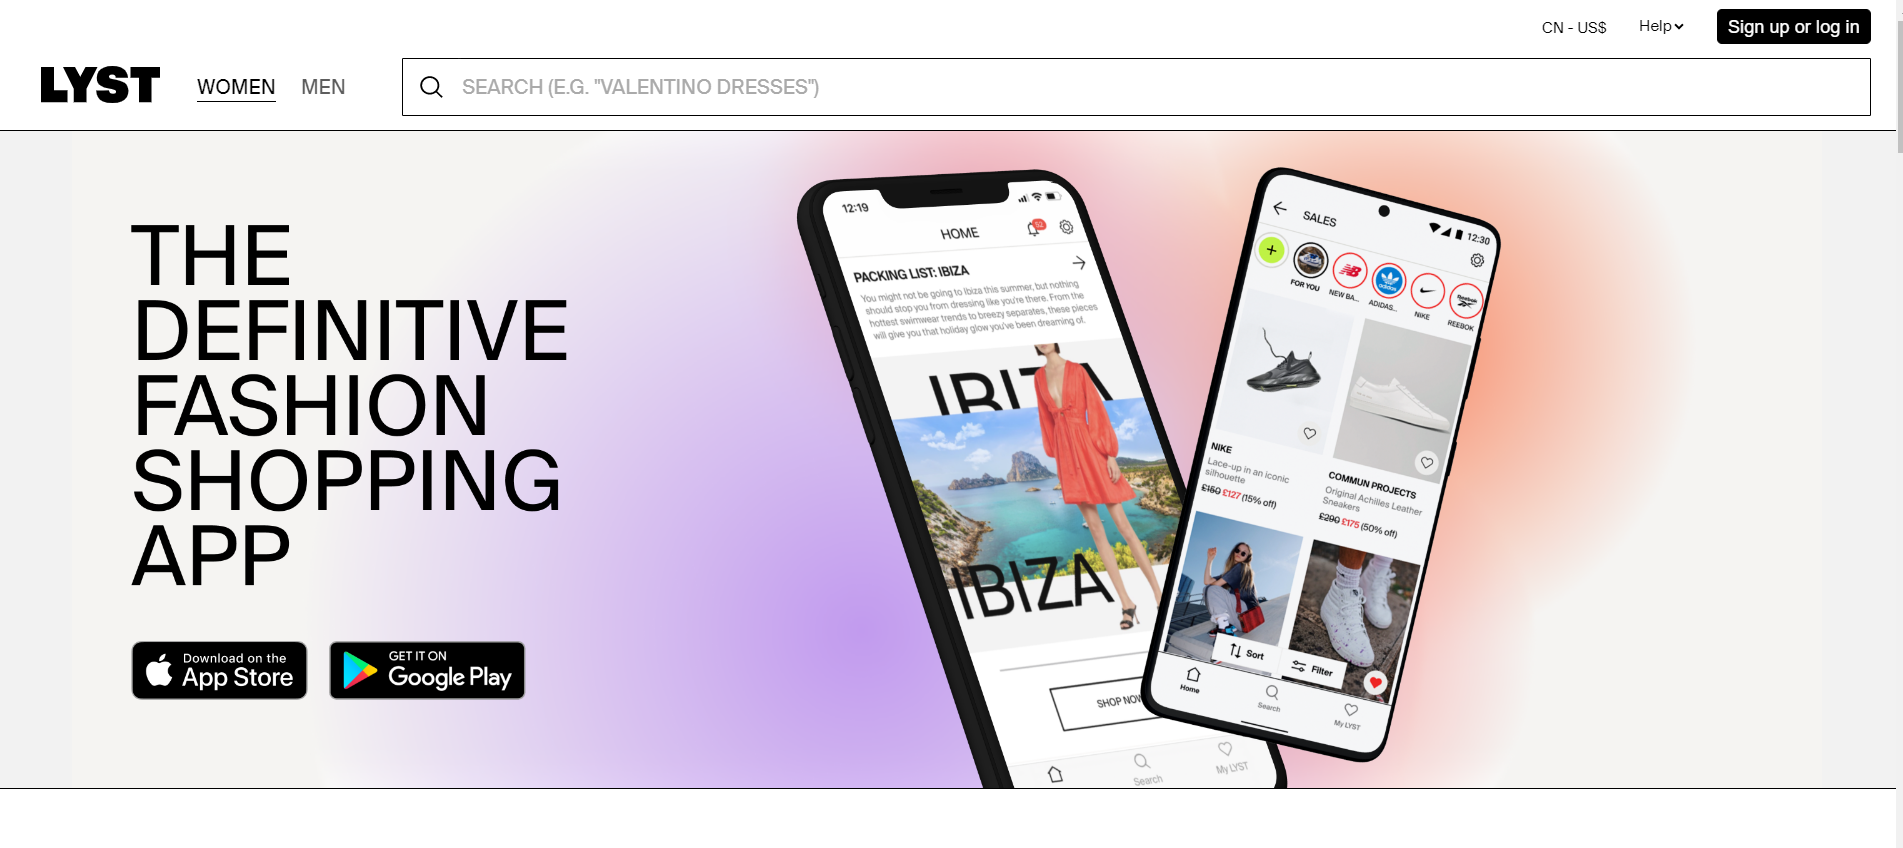 CN - US$
Help
Sign up or log in
LYST
WOMEN
MEN
SEARCH (E.G. "VALENTINO DRESSES")
THE
DEFINITIVE
FASHION
SHOPPING
APP
Download on the
App Store
GET IT ON
Google Play
12:19
HOME
52
PACKING LIST: IBIZA
You might not be going to Ibiza this summer, but nothing
should stop you from dressing like you're there. From the
hottest swimwear trends to breezy separates, these pieces
will give you that holiday glow you've been dreaming of.
IBIZA
IBIZA
SHOP NOW
Search
My LYST
12:30
SALES
FOR YOU
NEW BA...
ADIDAS...
NIKE
REEBOK
adidas
Reebok
NIKE
Lace-up in an iconic
silhouette
£150 £127 (15% off)
COMMUN PROJECTS
Original Achilles Leather
Sneakers
£290 £175 (50% off)
Sort
Filter
Home
Search
My LYST